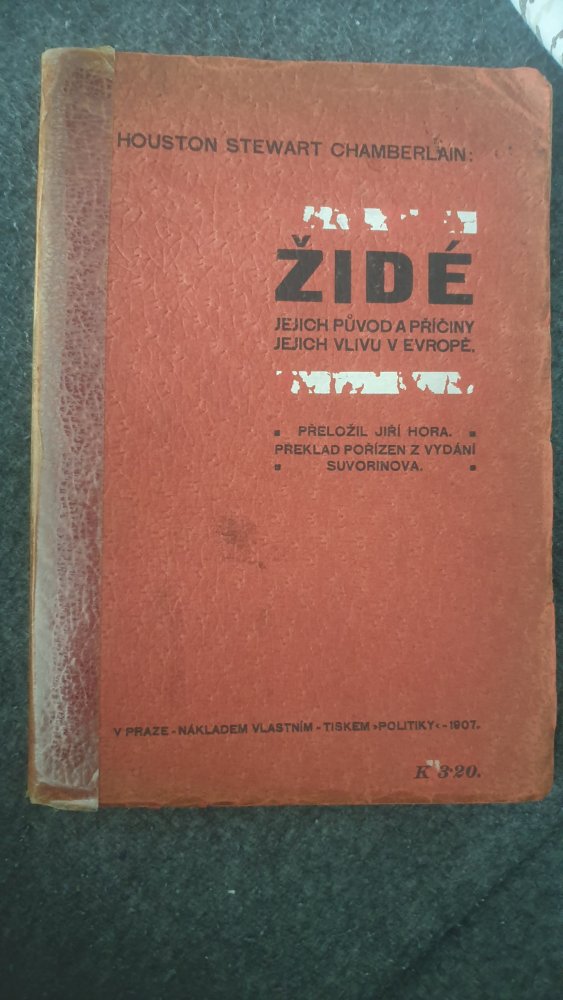 HOUSTON STEWART CHAMBERLAIN:
ŽIDÉ
JEJICH PŮVOD A PŘÍČINY
JEJICH VLIVU V EVROPĚ.
PŘELOŽIL JIŘÍ HORA.
PŘEKLAD POŘÍZEN Z VYDÁNÍ
SUVORINOVA.
V PRAZE - NÁKLADEM VLASTNÍM - TISKEM »POLITIKY« - 1907.
K 3·20.